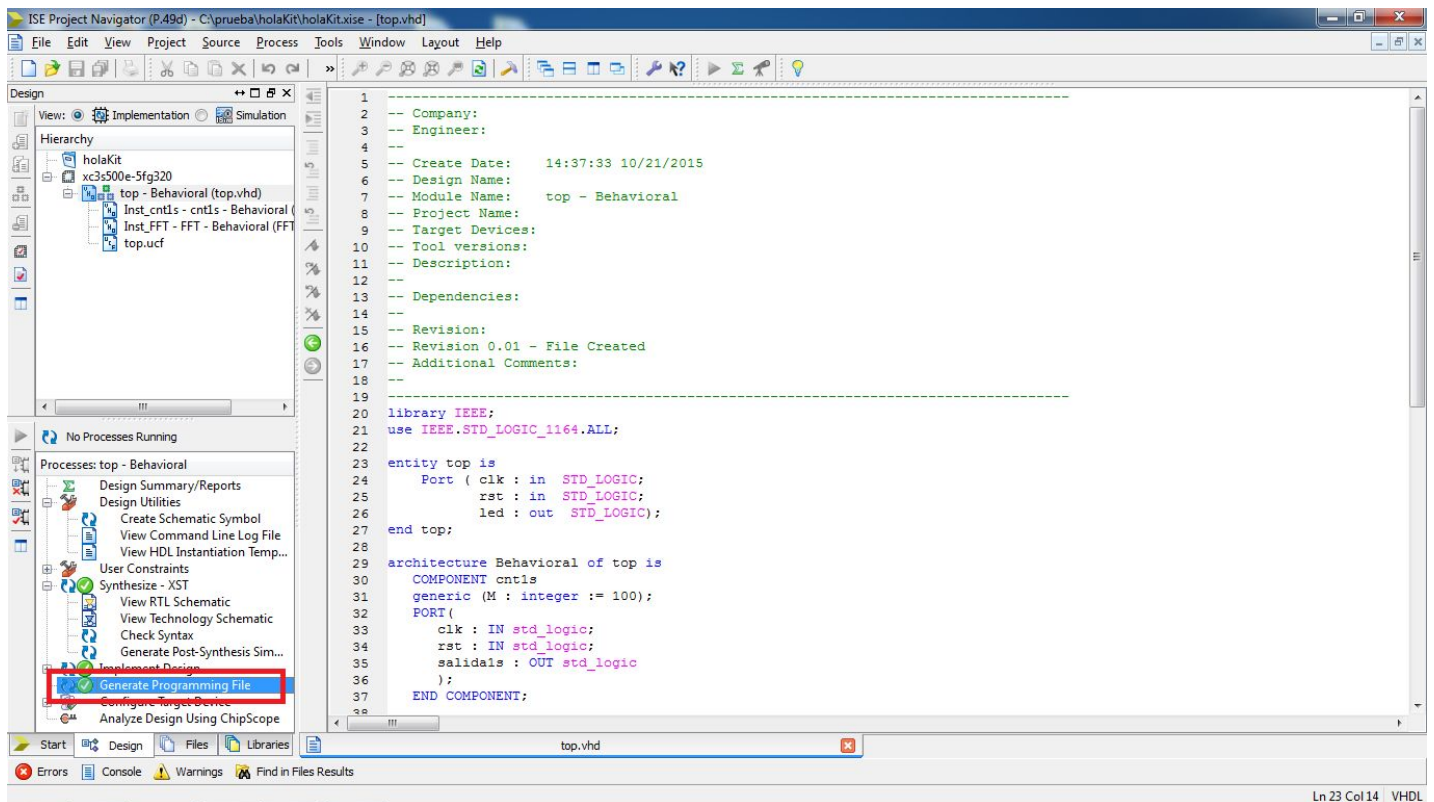 ISE Project Navigator (P.49d) - C:\prueba\holaKit\holaKit.xise - [top.vhd]
File Edit View Project Source Process Tools Window Layout Help
Design
View: Implementation Simulation
Hierarchy
holaKit
xc3s500e-5fg320
top - Behavioral (top.vhd)
Inst_cnt1s - cnt1s - Behavioral (
Inst_FFT - FFT - Behavioral (FFT
top.ucf
No Processes Running
Processes: top - Behavioral
Design Summary/Reports
Design Utilities
Create Schematic Symbol
View Command Line Log File
View HDL Instantiation Temp...
User Constraints
Synthesize - XST
View RTL Schematic
View Technology Schematic
Check Syntax
Generate Post-Synthesis Sim...
Implement Design
Generate Programming File
Configure Target Device
Analyze Design Using ChipScope
Start Design Files Libraries
1 --------------------------------------------------------------------------------
2 -- Company:
3 -- Engineer:
4 --
5 -- Create Date: 14:37:33 10/21/2015
6 -- Design Name:
7 -- Module Name: top - Behavioral
8 -- Project Name:
9 -- Target Devices:
10 -- Tool versions:
11 -- Description:
12 --
13 -- Dependencies:
14 --
15 -- Revision:
16 -- Revision 0.01 - File Created
17 -- Additional Comments:
18 --
19 --------------------------------------------------------------------------------
20 library IEEE;
21 use IEEE.STD_LOGIC_1164.ALL;
22
23 entity top is
24 Port ( clk : in STD_LOGIC;
25 rst : in STD_LOGIC;
26 led : out STD_LOGIC);
27 end top;
28
29 architecture Behavioral of top is
30 COMPONENT cnt1s
31 generic (M : integer := 100);
32 PORT(
33 clk : IN std_logic;
34 rst : IN std_logic;
35 salida1s : OUT std_logic
36 );
37 END COMPONENT;
38
top.vhd
Errors Console Warnings Find in Files Results
Ln 23 Col 14 VHDL